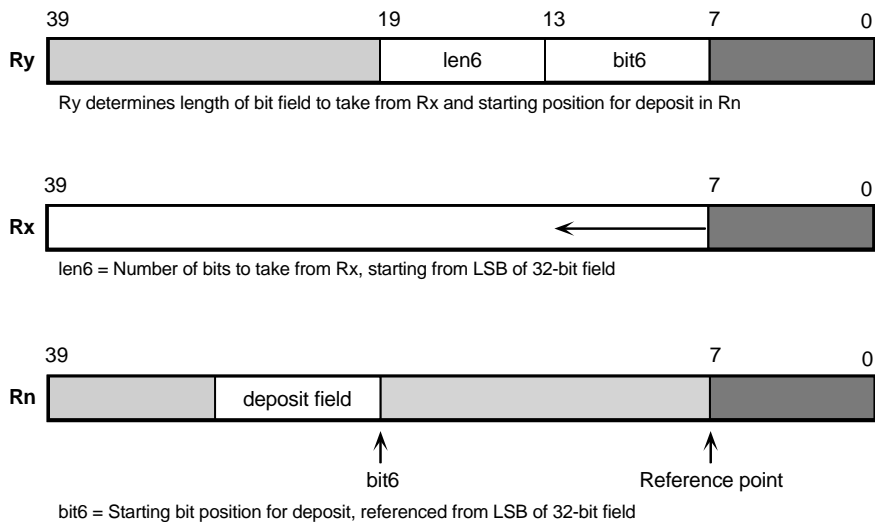 39 19 13 7 0
Ry len6 bit6
Ry determines length of bit field to take from Rx and starting position for deposit in Rn
39 7 0
Rx
len6 = Number of bits to take from Rx, starting from LSB of 32-bit field
39 7 0
Rn deposit field
bit6 Reference point
bit6 = Starting bit position for deposit, referenced from LSB of 32-bit field